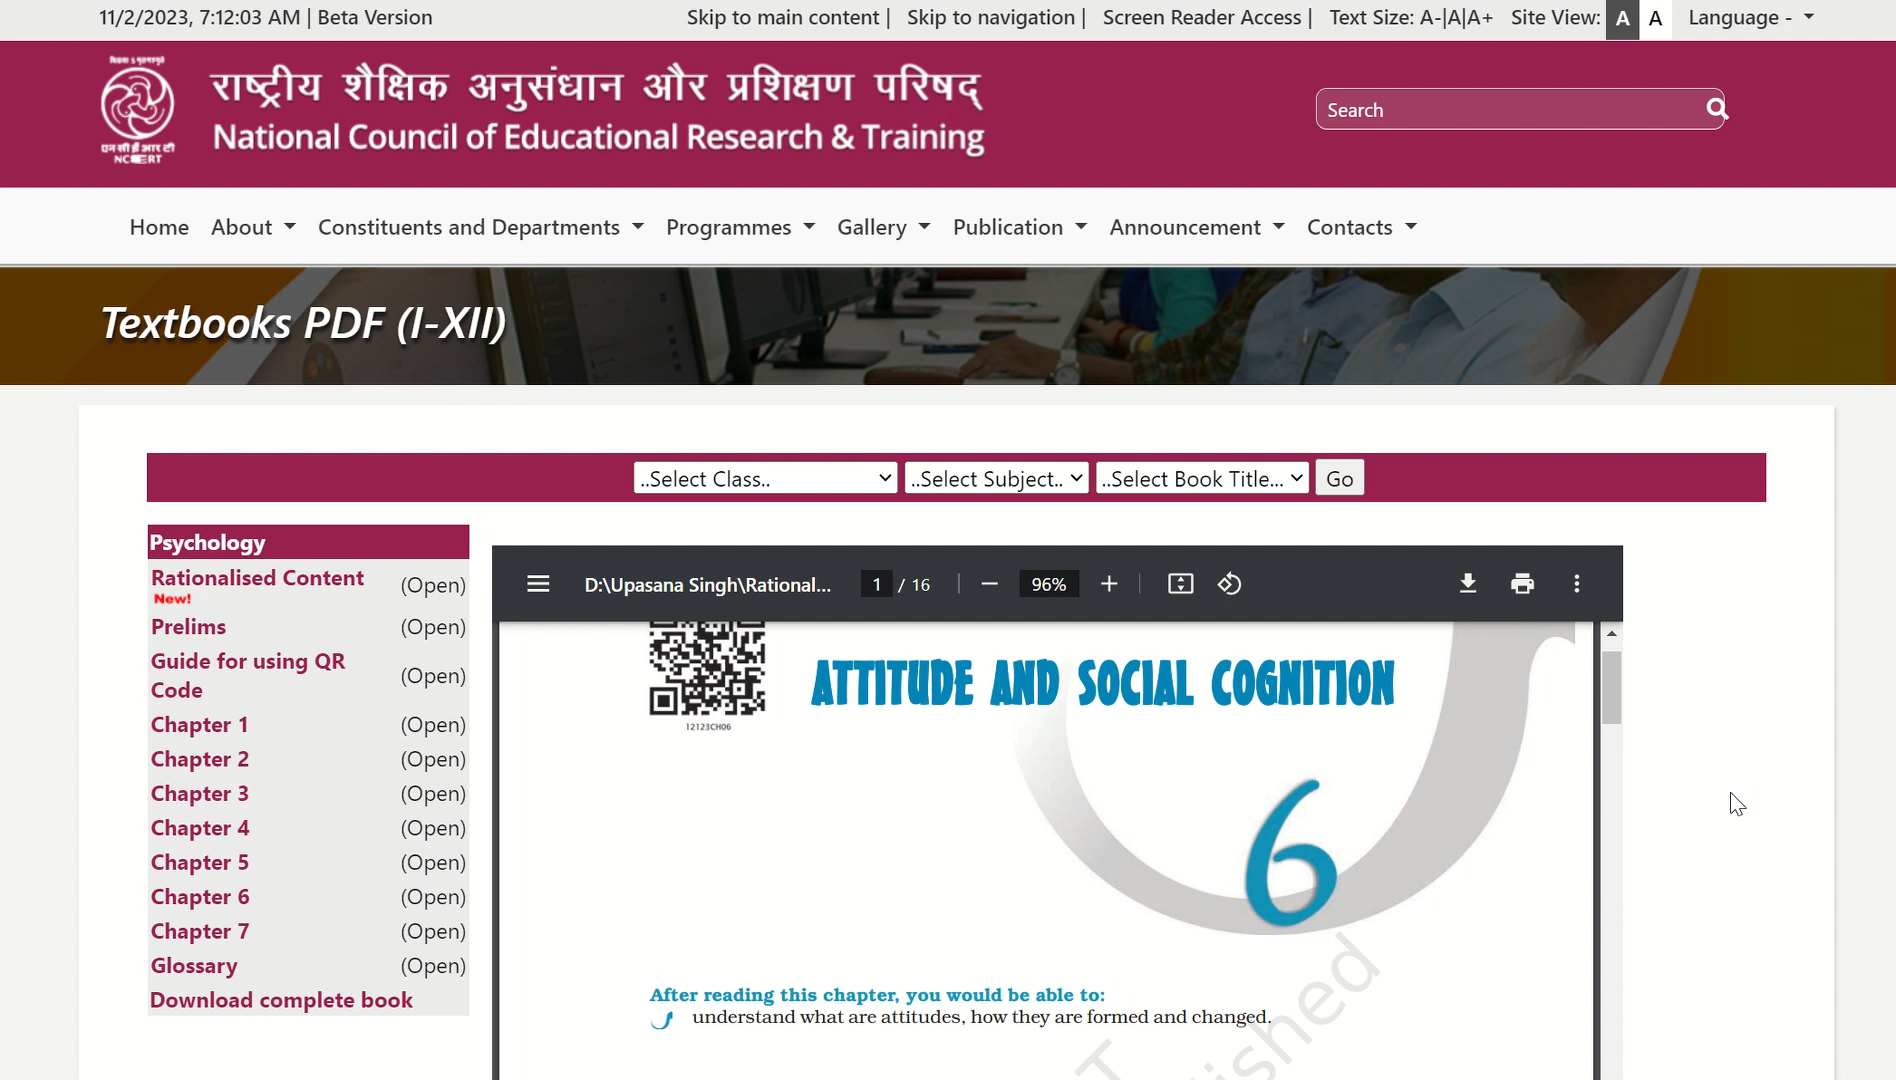 11/2/2023, 7:12:03 AM | Beta Version
Skip to main content | Skip to navigation | Screen Reader Access | Text Size: A-|A|A+ Site View: A A Language -
एन सी ई आर टी
NCERT
राष्ट्रीय शैक्षिक अनुसंधान और प्रशिक्षण परिषद्
National Council of Educational Research & Training
Search
Home About Constituents and Departments Programmes Gallery Publication Announcement Contacts
Textbooks PDF (I-XII)
..Select Class.. ..Select Subject.. ..Select Book Title... Go
Psychology
Rationalised Content (Open)
New!
Prelims (Open)
Guide for using QR Code (Open)
Chapter 1 (Open)
Chapter 2 (Open)
Chapter 3 (Open)
Chapter 4 (Open)
Chapter 5 (Open)
Chapter 6 (Open)
Chapter 7 (Open)
Glossary (Open)
Download complete book
D:\Upasana Singh\Rational... 1 / 16 — 96% +
12123CH06
ATTITUDE AND SOCIAL COGNITION
6
After reading this chapter, you would be able to:
understand what are attitudes, how they are formed and changed.